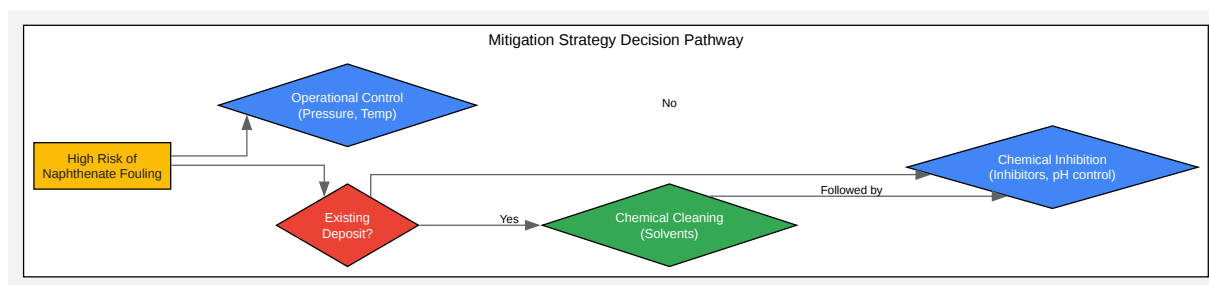 Mitigation Strategy Decision Pathway
Operational Control
(Pressure, Temp)
No
High Risk of
Naphthenate Fouling
Chemical Inhibition
(Inhibitors, pH control)
Existing
Deposit?
Yes
Chemical Cleaning
(Solvents)
Followed by